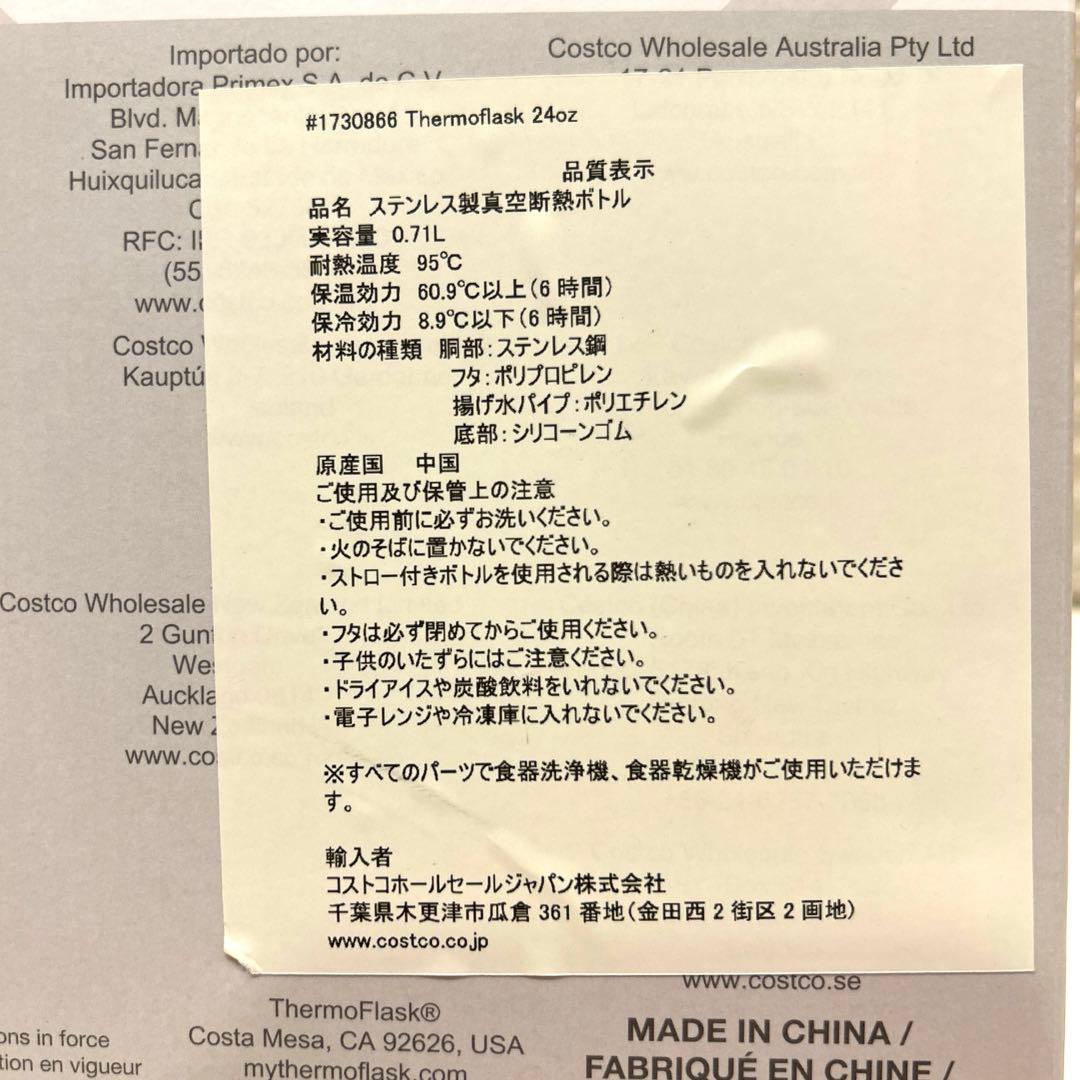 Importado por:
Importadora Primex S.A. de C.V.
Blvd.
San
Huixquiluca
RFC:
(55
www.
Costco
Kauptú
Costco Wholesale Australia Pty Ltd
#1730866 Thermoflask 24oz
品質表示
品名 ステンレス製真空断熱ボトル
実容量 0.71L
耐熱温度 95℃
保温効力 60.9℃以上(6時間)
保冷効力 8.9℃以下(6時間)
材料の種類 胴部:ステンレス鋼
フタ:ポリプロピレン
揚げ水パイプ:ポリエチレン
底部:シリコーンゴム
原産国 中国
ご使用及び保管上の注意
・ご使用前に必ずお洗いください。
・火のそばに置かないでください。
・ストロー付きボトルを使用される際は熱いものを入れないでくださ
い。
・フタは必ず閉めてからご使用ください。
・子供のいたずらにはご注意ください。
・ドライアイスや炭酸飲料をいれないでください。
・電子レンジや冷凍庫に入れないでください。
※すべてのパーツで食器洗浄機、食器乾燥機がご使用いただけま
す。
輸入者
コストコホールセールジャパン株式会社
千葉県木更津市瓜倉 361 番地(金田西2街区2画地)
www.costco.co.jp
Costco Wholesale
2
Auckland
New
www.cos
www.costco.se
ons in force
tion en vigueur
ThermoFlask®
Costa Mesa, CA 92626, USA
mythermoflask.com
MADE IN CHINA /
FABRIQUÉ EN CHINE /